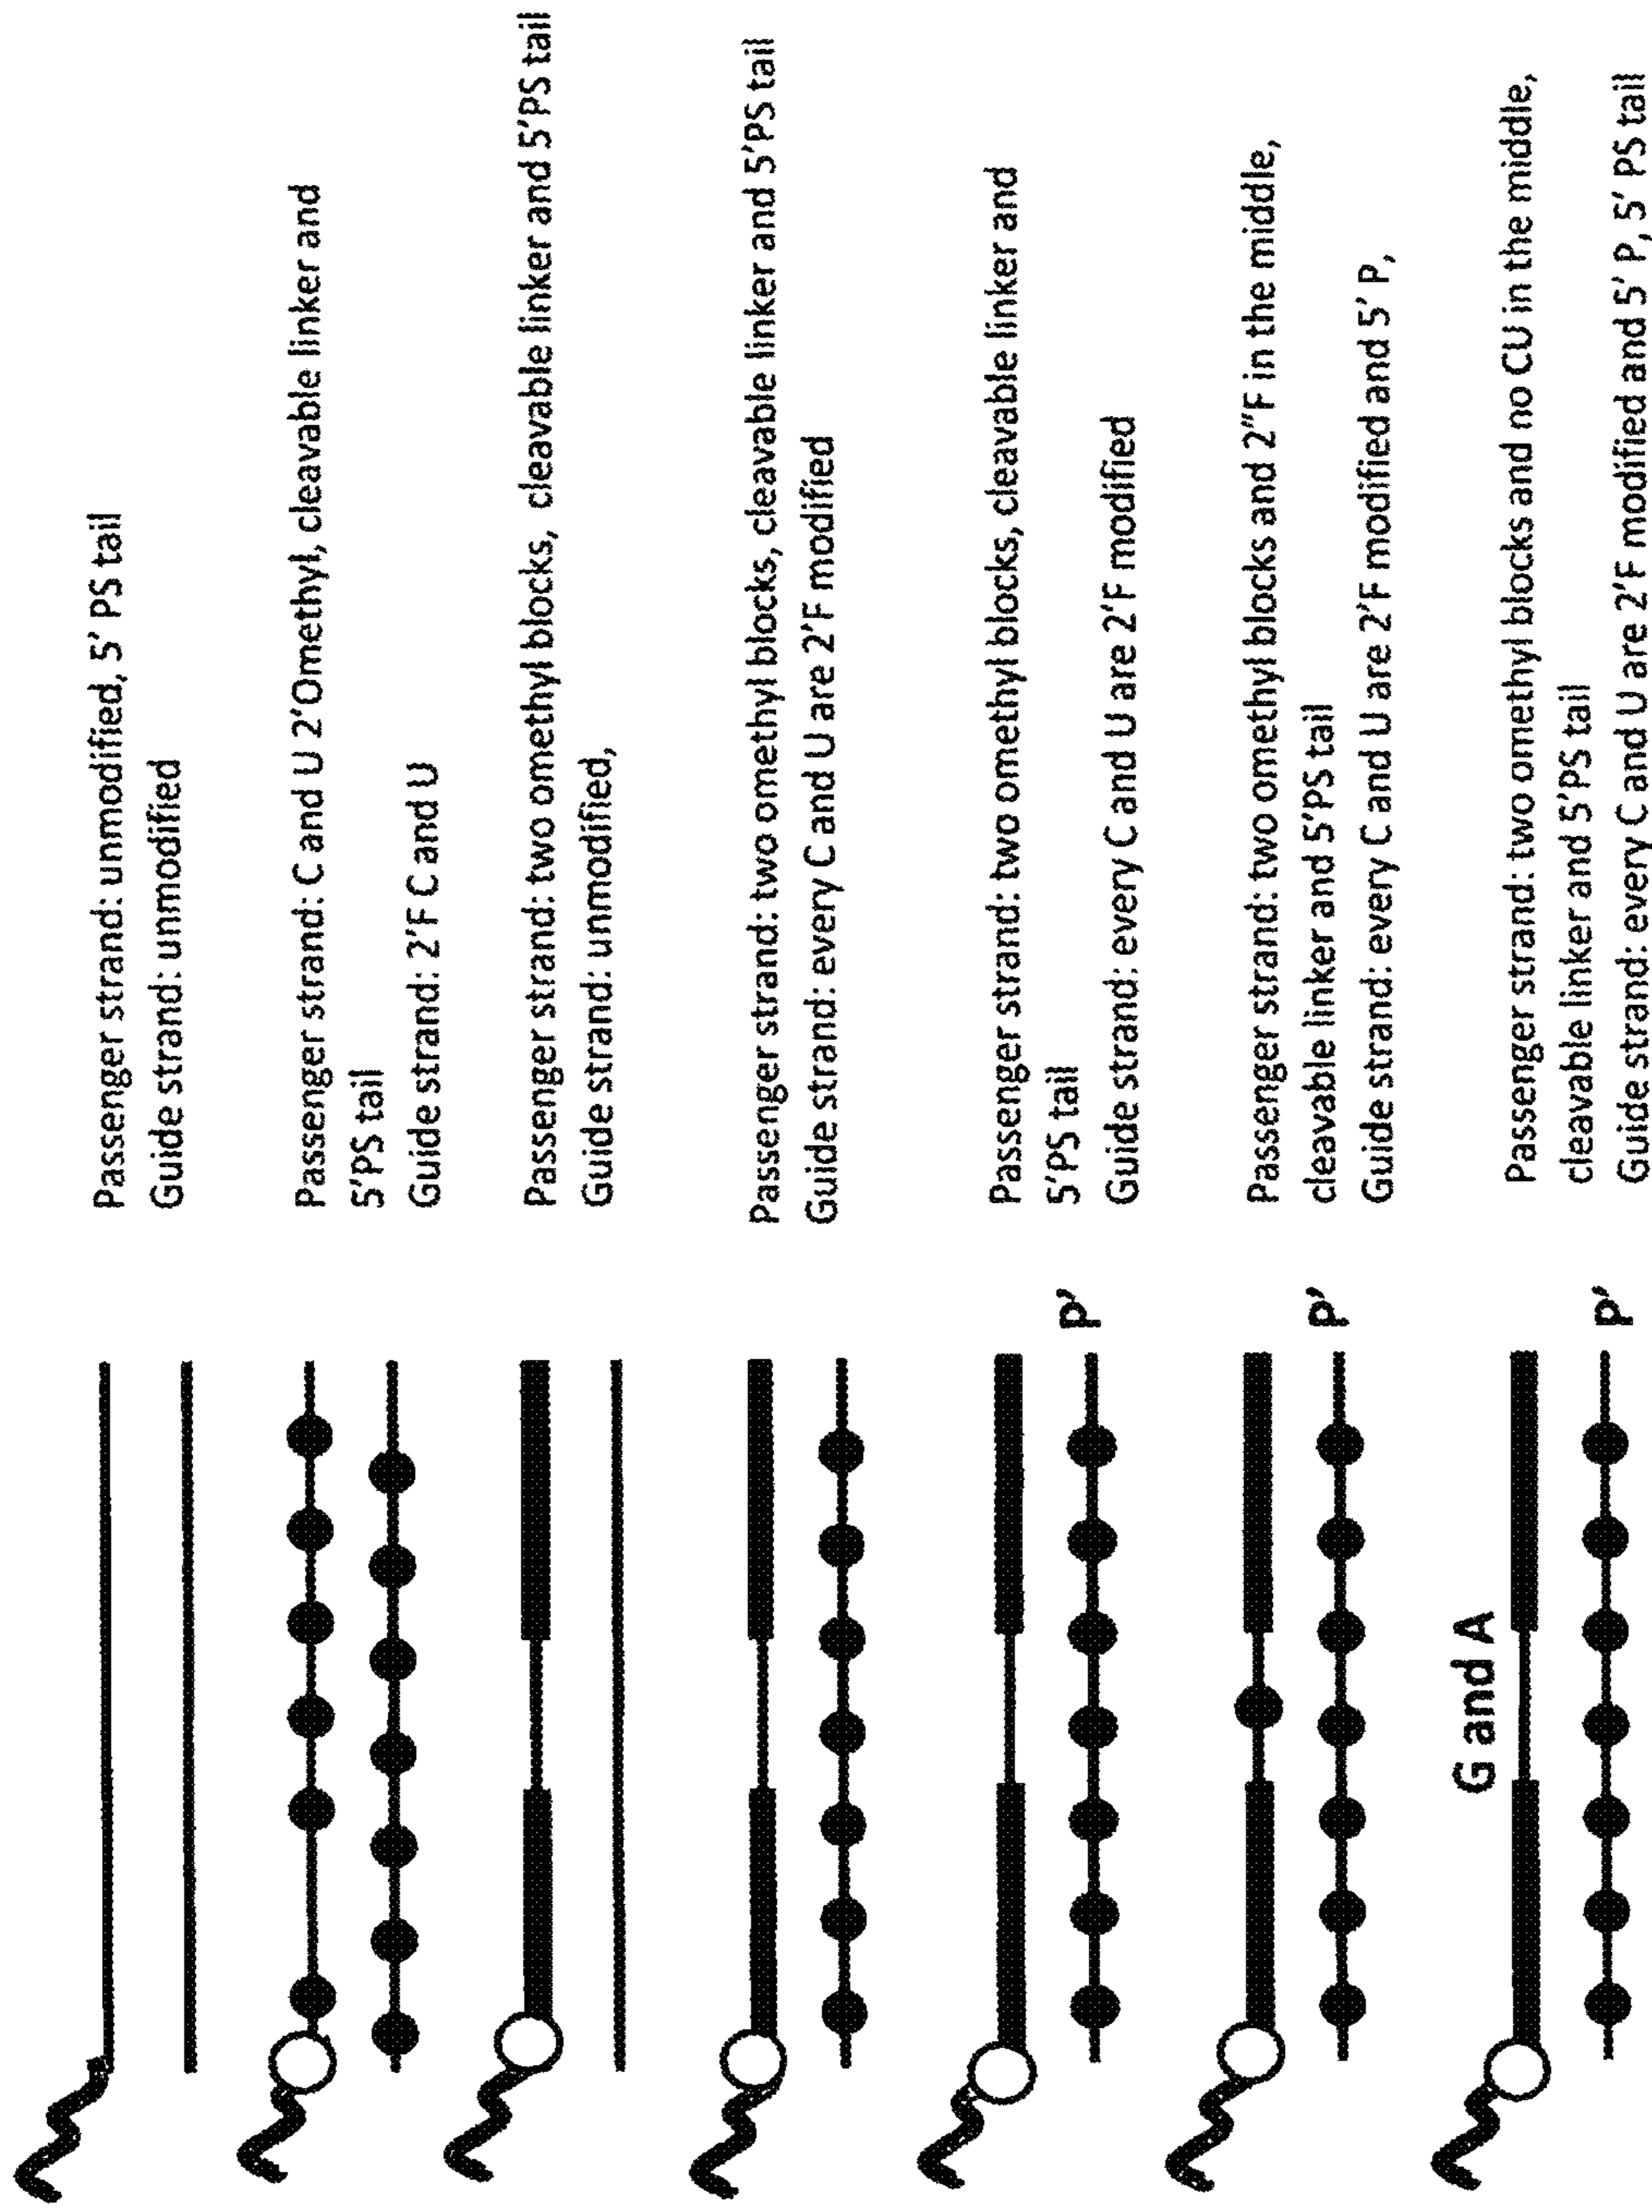 Passenger strand: unmodified, 5' PS tail
Guide strand: unmodified
Passenger strand: C and U 2'Omethyl, cleavable linker and
5'PS tail
Guide strand: 2'F C and U
Passenger strand: two omethyl blocks, cleavable linker and 5'PS tail
Guide strand: unmodified,
Passenger strand: two omethyl blocks, cleavable linker and 5'PS tail
Guide strand: every C and U are 2'F modified
P'
Passenger strand: two omethyl blocks, cleavable linker and
5'PS tail
Guide strand: every C and U are 2'F modified
P'
Passenger strand: two omethyl blocks and 2''F in the middle,
cleavable linker and 5'PS tail
Guide strand: every C and U are 2'F modified and 5' P,
G and A
P'
Passenger strand: two omethyl blocks and no CU in the middle,
cleavable linker and 5'PS tail
Guide strand: every C and U are 2'F modified and 5' P, 5' PS tail